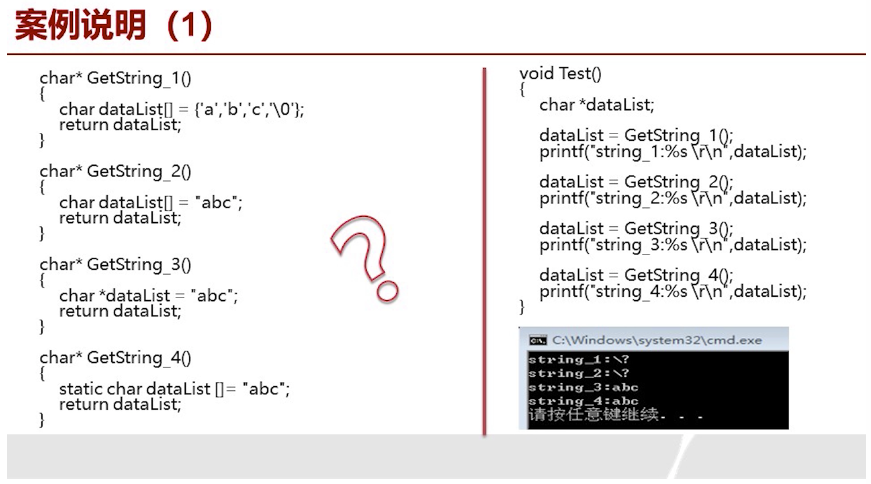 案例说明（1）
char* GetString_1()
{
char dataList[] = {'a','b','c','\0'};
return dataList;
}
char* GetString_2()
{
char dataList[] = "abc";
return dataList;
}
char* GetString_3()
{
char *dataList = "abc";
return dataList;
}
char* GetString_4()
{
static char dataList []= "abc";
return dataList;
}
?
void Test()
{
char *dataList;
dataList = GetString_1();
printf("string_1:%s \r\n",dataList);
dataList = GetString_2();
printf("string_2:%s \r\n",dataList);
dataList = GetString_3();
printf("string_3:%s \r\n",dataList);
dataList = GetString_4();
printf("string_4:%s \r\n",dataList);
}
C:\Windows\system32\cmd.exe
string_1:\?
string_2:\?
string_3:abc
string_4:abc
请按任意键继续. . .